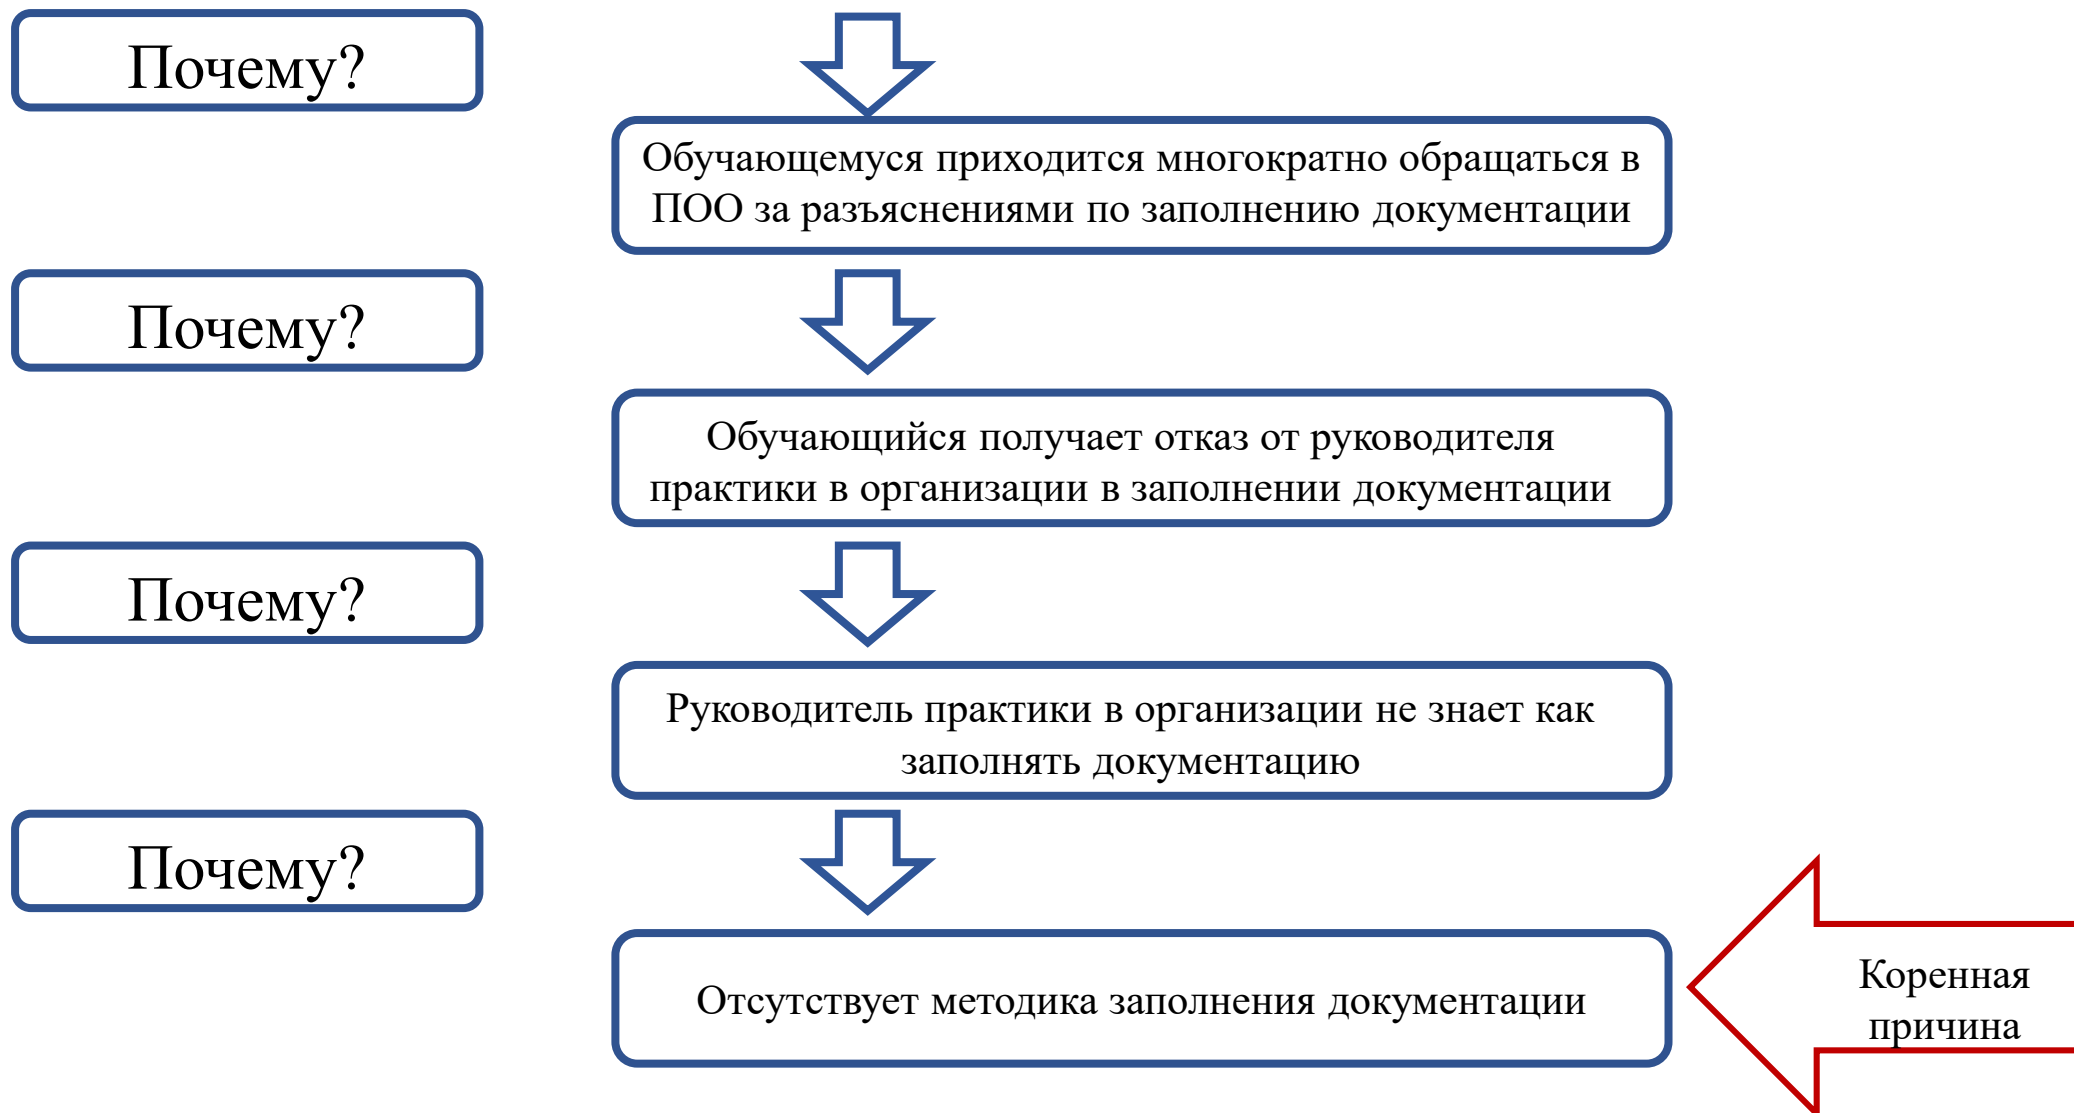 Почему?
Обучающемуся приходится многократно обращаться в
ПОО за разъяснениями по заполнению документации
Почему?
Обучающийся получает отказ от руководителя
практики в организации в заполнении документации
Почему?
Руководитель практики в организации не знает как
заполнять документацию
Почему?
Отсутствует методика заполнения документации
Коренная
причина